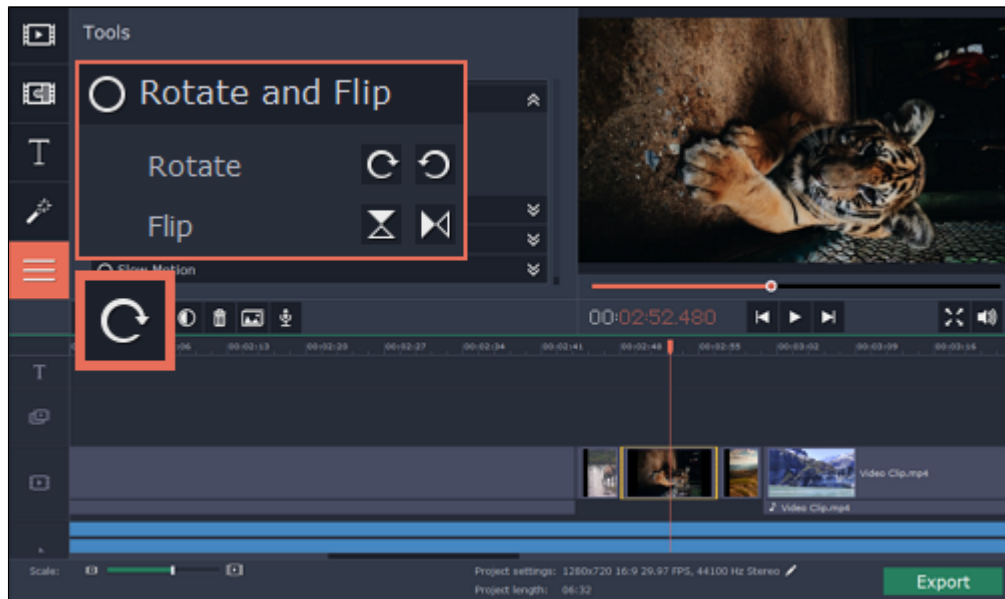 Tools
Rotate and Flip
Rotate
Flip
Slow Motion
00:02:52.480
:06 00:02:13 00:02:20 00:02:27 00:02:34 00:02:41 00:02:48 00:02:55 00:03:02 00:03:09 00:03:16
T
Video Clip.mp4
Video Clip.mp4
Scale:
Project settings: 1280x720 16:9 29.97 FPS, 44100 Hz Stereo
Project length: 06:32
Export